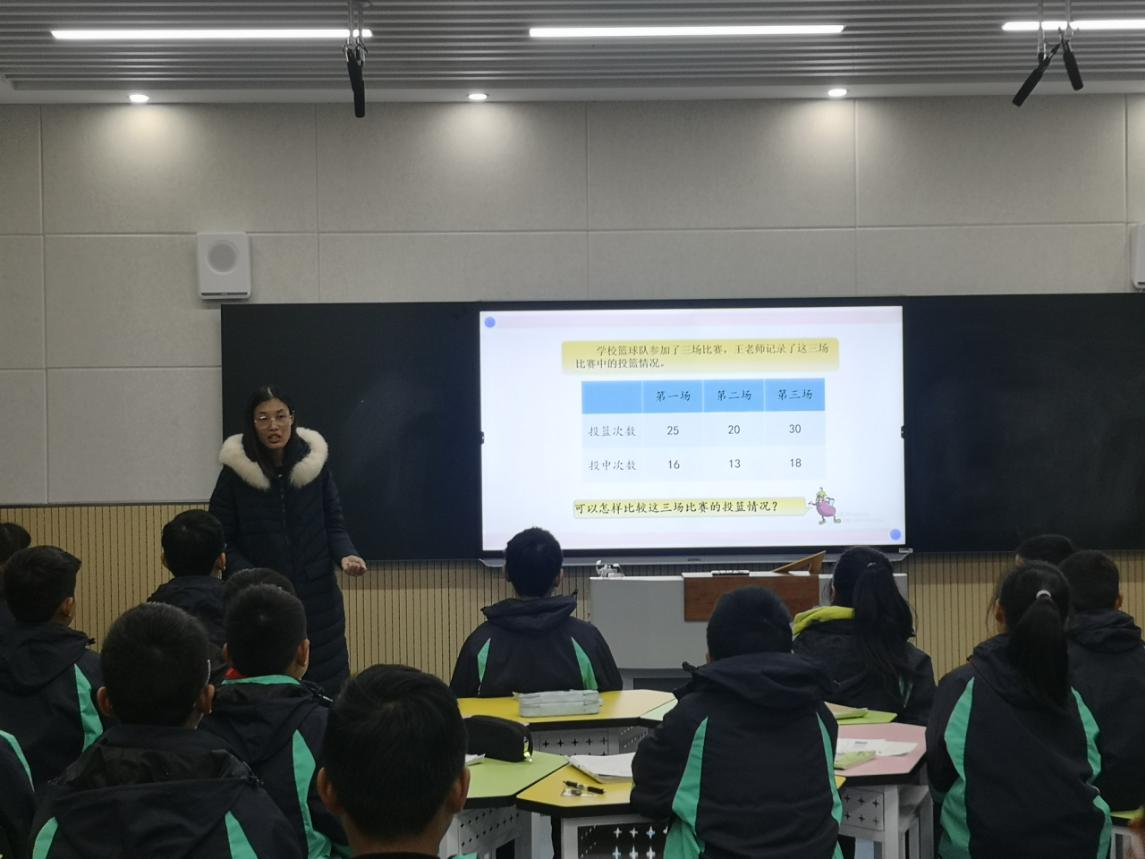 学校篮球队参加了三场比赛，王老师记录了这三场
比赛中的投篮情况。
第一场 第二场 第三场
投篮次数 25 20 30
投中次数 16 13 18
可以怎样比较这三场比赛的投篮情况？